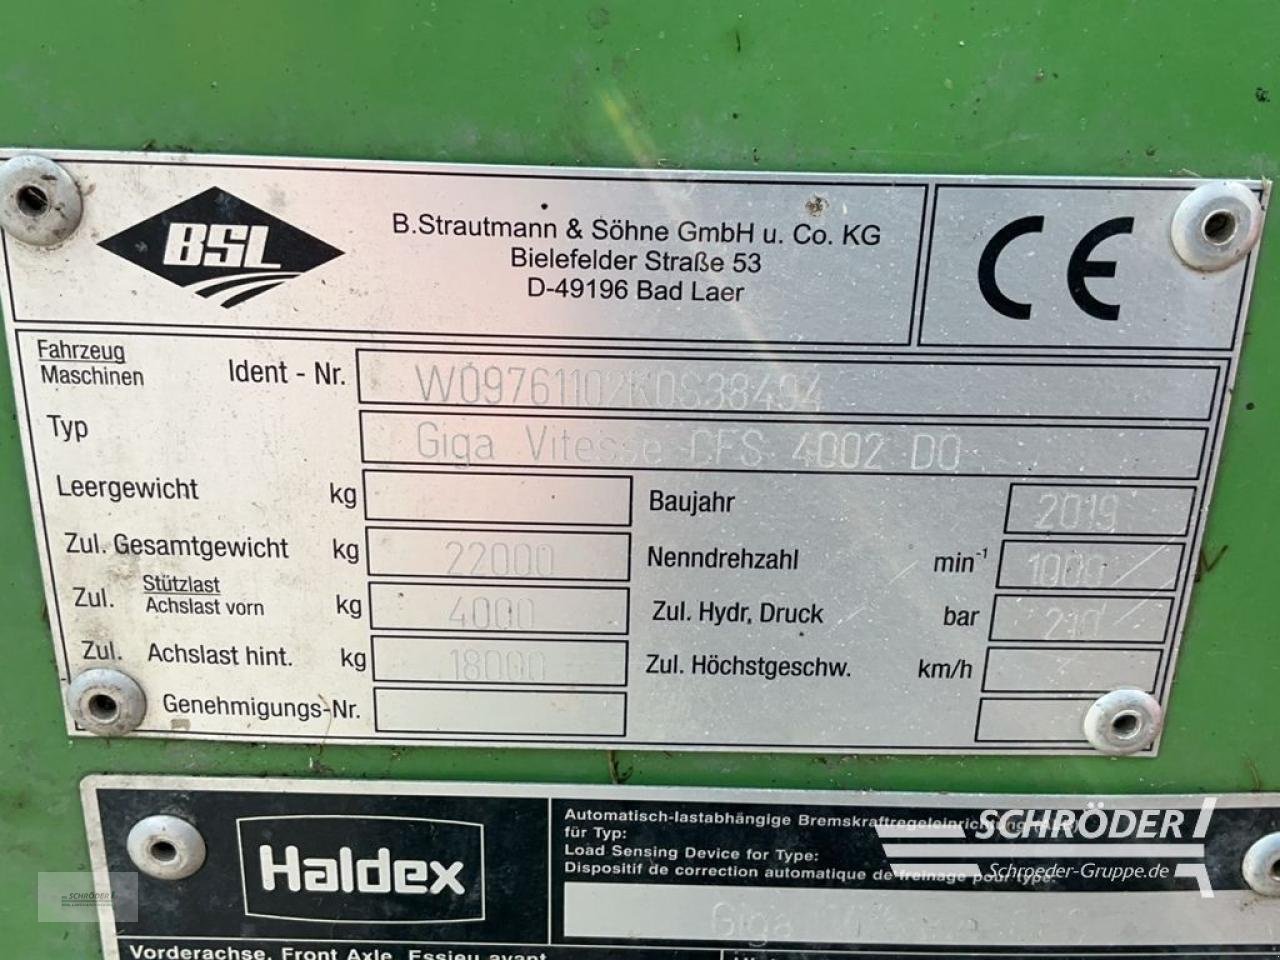 BSL
B.Strautmann & Söhne GmbH u. Co. KG
Bielefelder Straße 53
D-49196 Bad Laer
CE
Fahrzeug
Maschinen
Ident - Nr. W09761102K0S38494
Typ Giga Vitesse CFS 4002 DO
Leergewicht kg
Baujahr 2019
Zul. Gesamtgewicht kg 22000
Nenndrehzahl min-1 1000
Zul. Stützlast
Achslast vorn kg 4000
Zul. Hydr. Druck bar 210
Zul. Achslast hint. kg 18000
Zul. Höchstgeschw. km/h
Genehmigungs-Nr.
Haldex
Automatisch-lastabhängige Bremskraftregeleinrichtung
für Typ:
Load Sensing Device for Type:
Dispositif de correction automatique de freinage pour type:
Giga
Vorderachse, Front Axle, Essieu avant
SCHRÖDER
Schroeder-Gruppe.de
SCHRÖDER